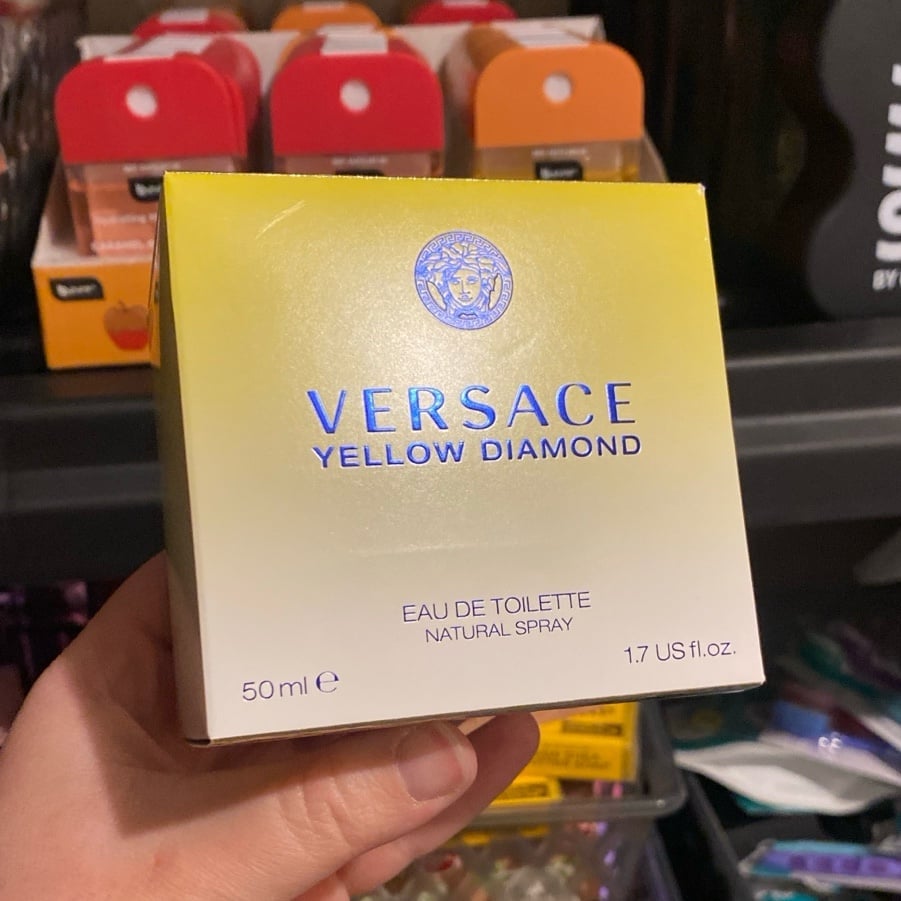 VERSACE
YELLOW DIAMOND
EAU DE TOILETTE
NATURAL SPRAY
50 ml e
1.7 US fl.oz.